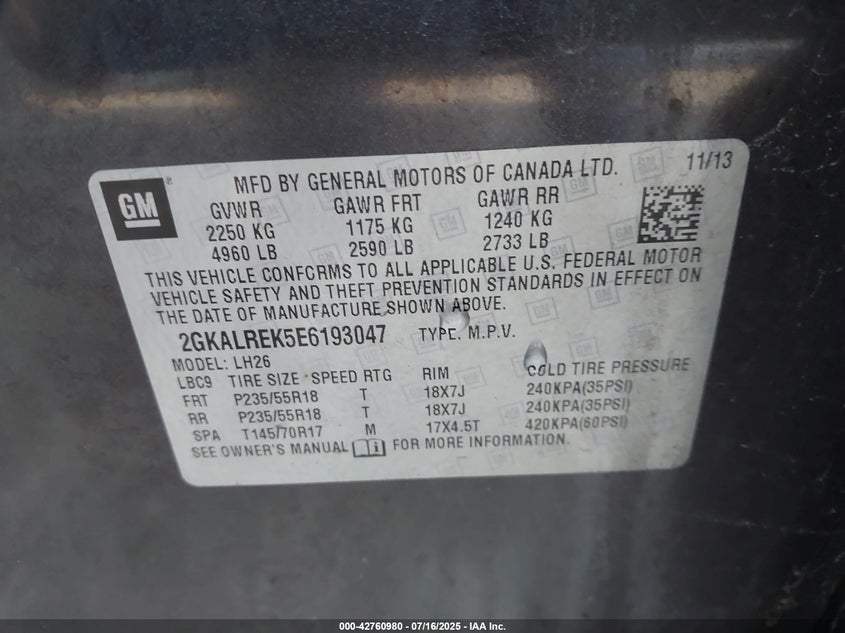 GM
MFD BY GENERAL MOTORS OF CANADA LTD.
11/13
GVWR GAWR FRT GAWR RR
2250 KG 1175 KG 1240 KG
4960 LB 2590 LB 2733 LB
THIS VEHICLE CONFORMS TO ALL APPLICABLE U.S. FEDERAL MOTOR
VEHICLE SAFETY AND THEFT PREVENTION STANDARDS IN EFFECT ON
THE DATE OF MANUFACTURE SHOWN ABOVE.
2GKALREK5E6193047 TYPE: M.P.V.
MODEL: LH26
LBC9 TIRE SIZE SPEED RTG RIM COLD TIRE PRESSURE
FRT P235/55R18 T 18X7J 240KPA(35PSI)
RR P235/55R18 T 18X7J 240KPA(35PSI)
SPA T145/70R17 M 17X4.5T 420KPA(60PSI)
SEE OWNER'S MANUAL FOR MORE INFORMATION.
000-42760980 - 07/16/2025 - IAA Inc.